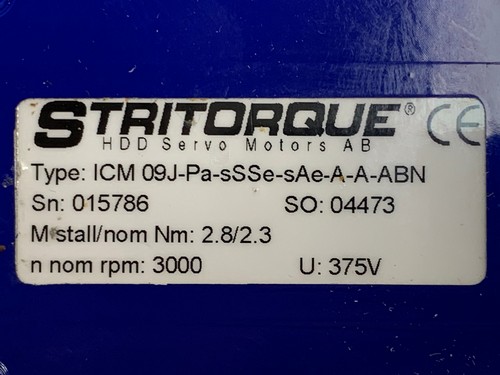 STRITORQUE® CE
HDD Servo Motors AB
Type: ICM 09J-Pa-sSSe-sAe-A-A-ABN
Sn: 015786 SO: 04473
M stall/nom Nm: 2.8/2.3
n nom rpm: 3000 U: 375V